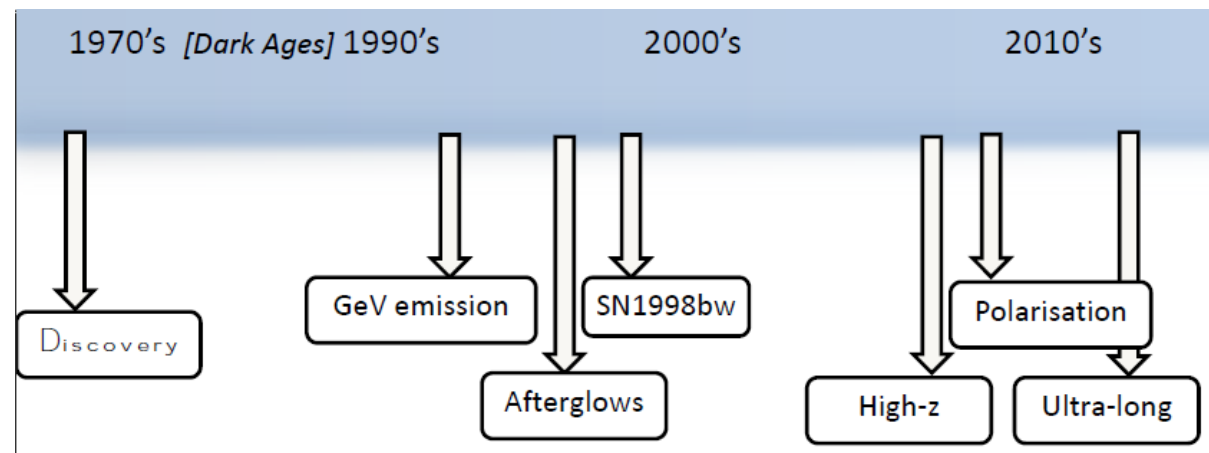 1970’s [Dark Ages] 1990’s 2000’s 2010’s
GeV emission
SN1998bw
Polarisation
Discovery
Afterglows
High-z
Ultra-long